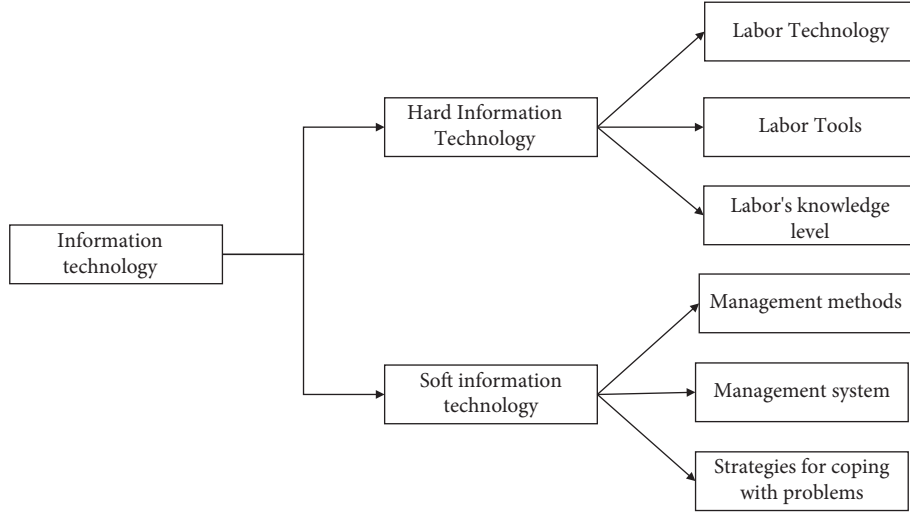 Labor Technology
Hard Information
Technology
Labor Tools
Labor's knowledge
level
Information
technology
Management methods
Soft information
technology
Management system
Strategies for coping
with problems